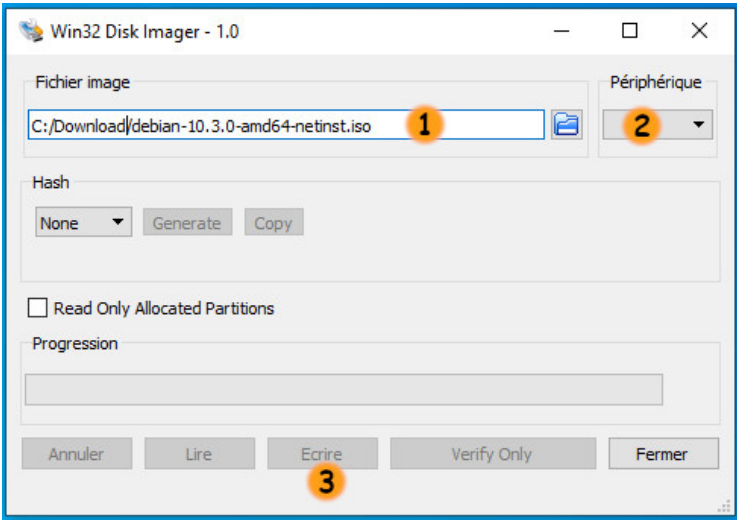 Win32 Disk Imager - 1.0
Fichier image
Périphérique
C:/Download/debian-10.3.0-amd64-netinst.iso
1
2
Hash
None
Generate
Copy
Read Only Allocated Partitions
Progression
Annuler
Lire
Ecrire
Verify Only
Fermer
3